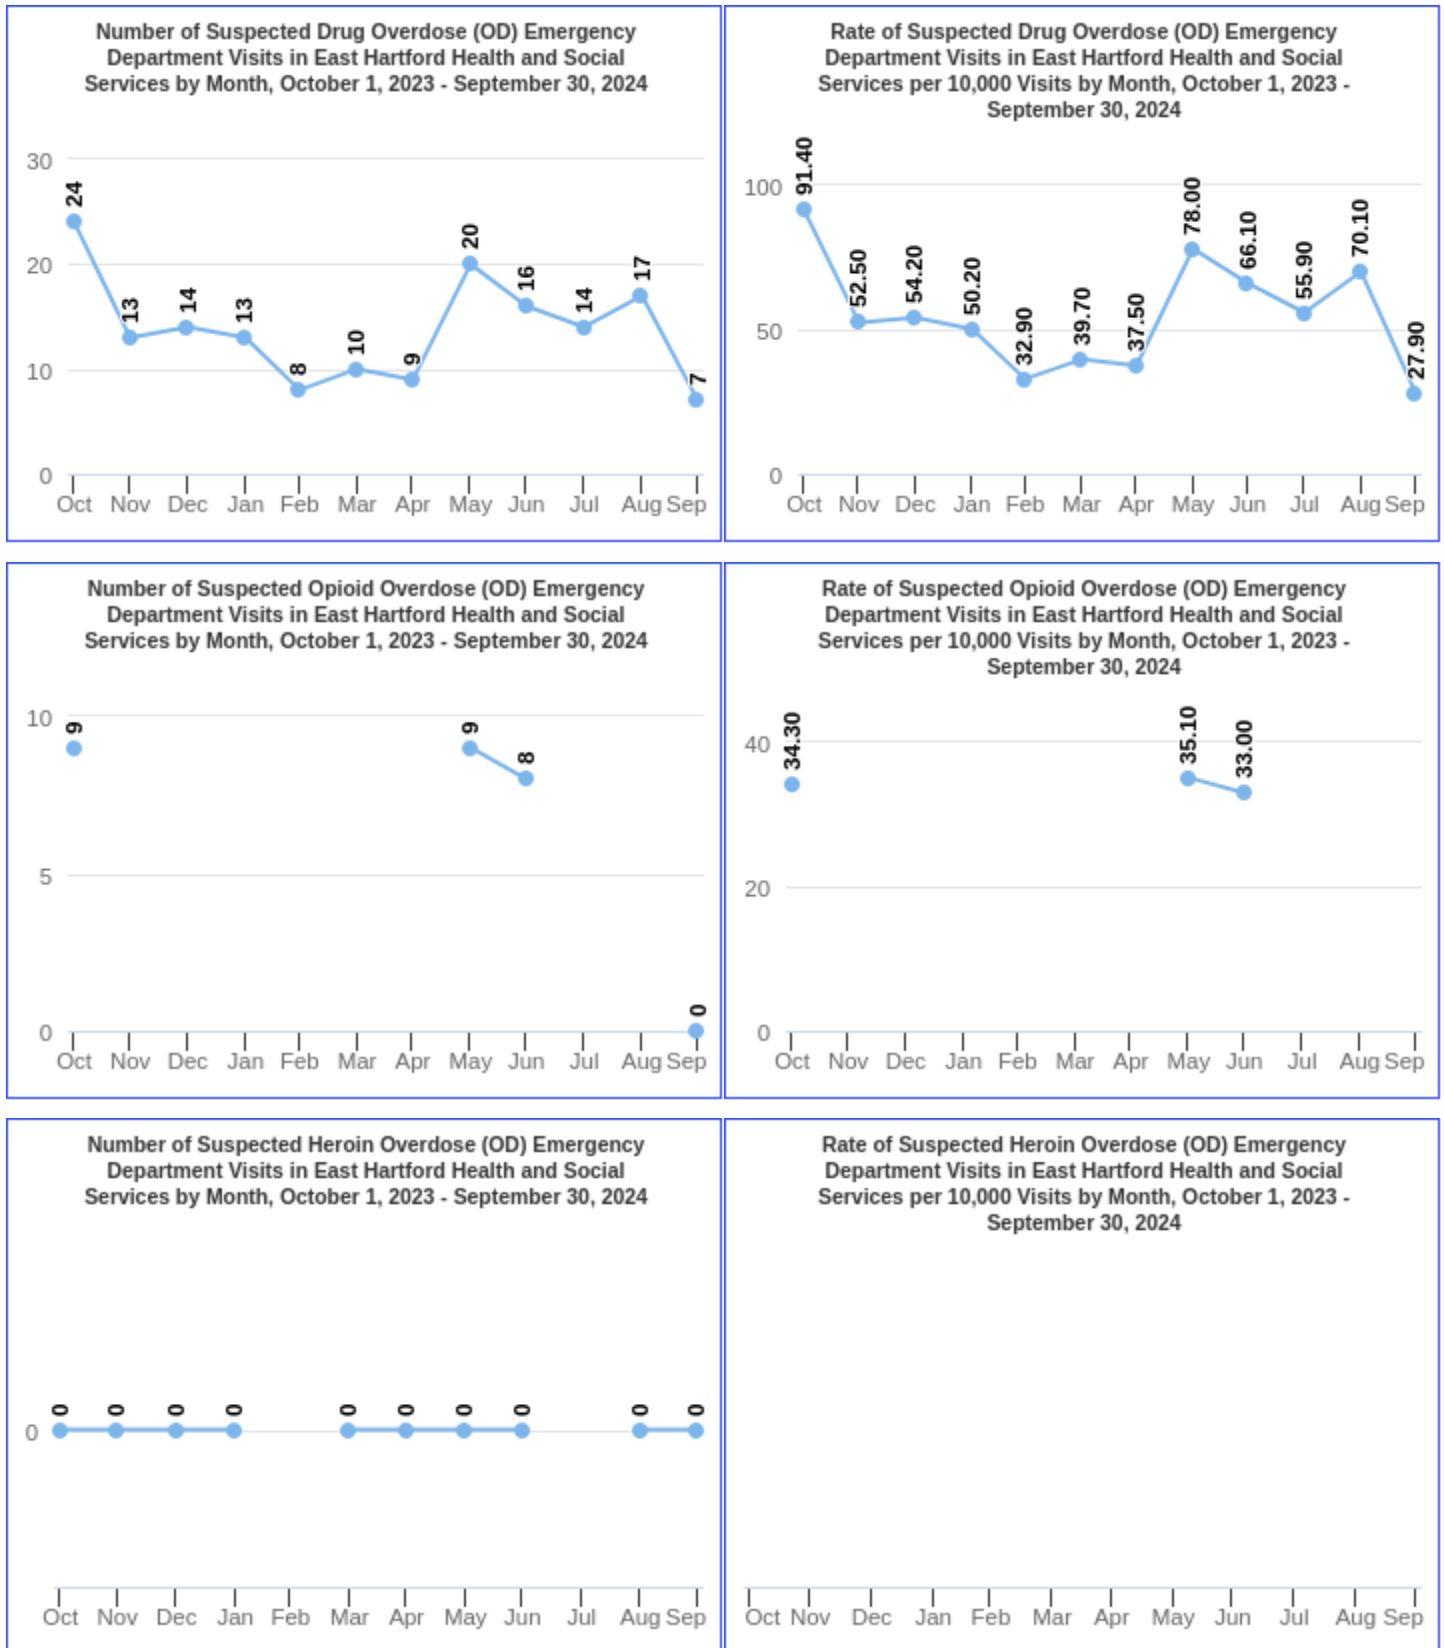 Number of Suspected Drug Overdose (OD) Emergency
Department Visits in East Hartford Health and Social
Services by Month, October 1, 2023 - September 30, 2024
30
20
10
0
24
13
14
13
8
10
9
20
16
14
17
7
Oct Nov Dec Jan Feb Mar Apr May Jun Jul Aug Sep
Rate of Suspected Drug Overdose (OD) Emergency
Department Visits in East Hartford Health and Social
Services per 10,000 Visits by Month, October 1, 2023 -
September 30, 2024
100
50
0
91.40
52.50
54.20
50.20
32.90
39.70
37.50
78.00
66.10
55.90
70.10
27.90
Oct Nov Dec Jan Feb Mar Apr May Jun Jul Aug Sep
Number of Suspected Opioid Overdose (OD) Emergency
Department Visits in East Hartford Health and Social
Services by Month, October 1, 2023 - September 30, 2024
10
5
0
9
9
8
0
Oct Nov Dec Jan Feb Mar Apr May Jun Jul Aug Sep
Rate of Suspected Opioid Overdose (OD) Emergency
Department Visits in East Hartford Health and Social
Services per 10,000 Visits by Month, October 1, 2023 -
September 30, 2024
40
20
0
34.30
35.10
33.00
Oct Nov Dec Jan Feb Mar Apr May Jun Jul Aug Sep
Number of Suspected Heroin Overdose (OD) Emergency
Department Visits in East Hartford Health and Social
Services by Month, October 1, 2023 - September 30, 2024
0
0
0
0
0
0
0
0
0
0
0
Oct Nov Dec Jan Feb Mar Apr May Jun Jul Aug Sep
Rate of Suspected Heroin Overdose (OD) Emergency
Department Visits in East Hartford Health and Social
Services per 10,000 Visits by Month, October 1, 2023 -
September 30, 2024
Oct Nov Dec Jan Feb Mar Apr May Jun Jul Aug Sep